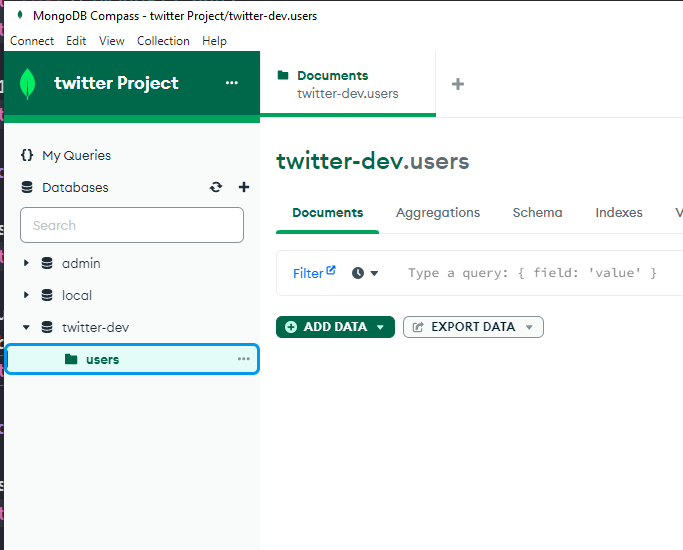 MongoDB Compass - twitter Project/twitter-dev.users
Connect Edit View Collection Help
twitter Project ...
Documents
twitter-dev.users
{} My Queries
Databases
Search
admin
local
twitter-dev
users ...
twitter-dev.users
Documents Aggregations Schema Indexes V
Filter Type a query: { field: 'value' }
ADD DATA EXPORT DATA